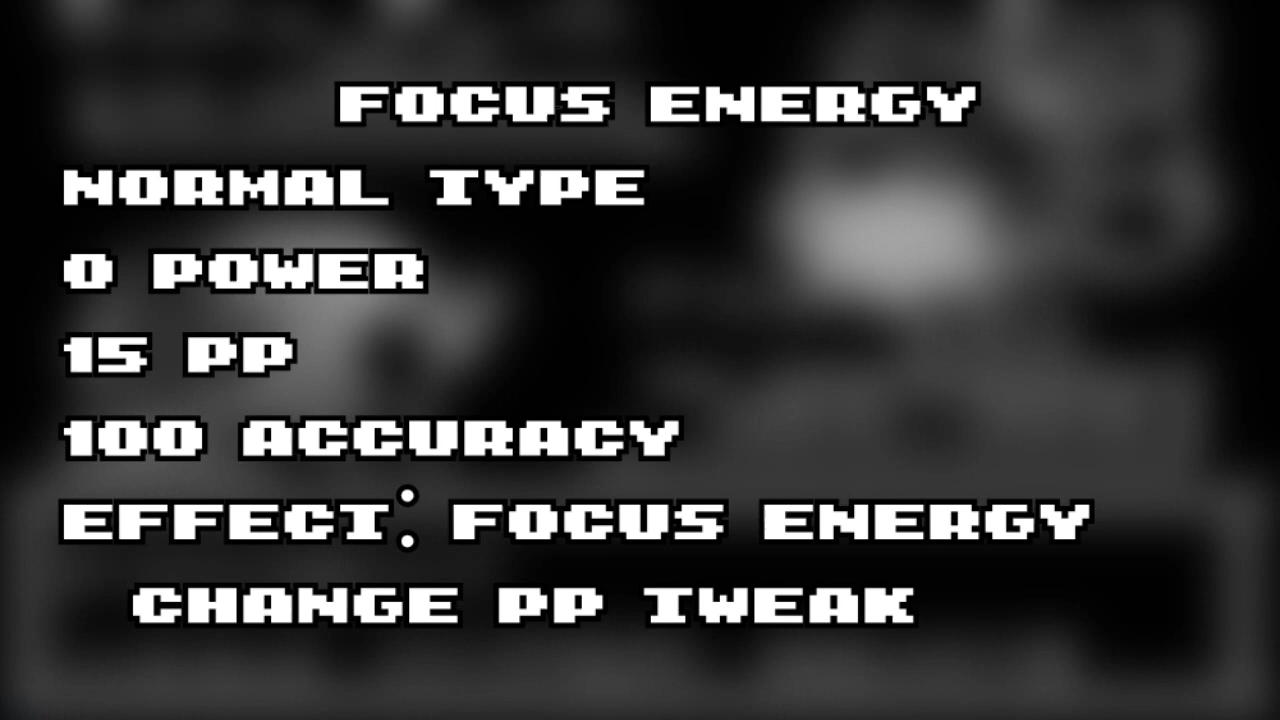 FOCUS ENERGY
NORMAL TYPE
0 POWER
15 PP
100 ACCURACY
EFFECT: FOCUS ENERGY
CHANGE PP TWEAK